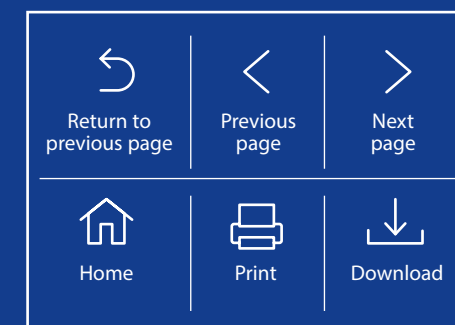 Return to
previous page
Previous
page
Next
page
Home
Print
Download